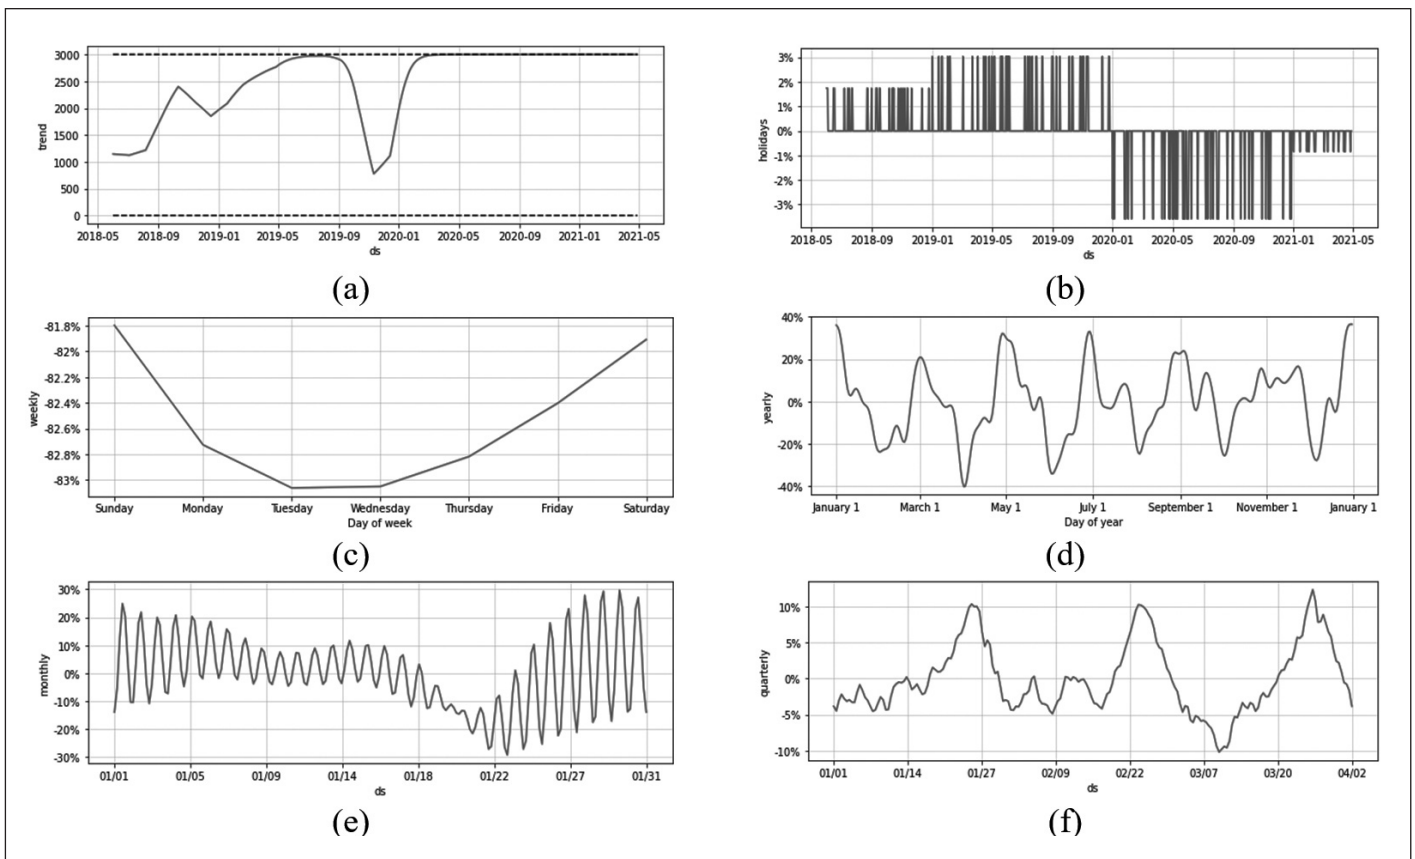 3000
2500
2000
1500
1000
500
0
trend
2018-05 2018-09 2019-01 2019-05 2019-09 2020-01 2020-05 2020-09 2021-01 2021-05
ds
(a)
3%
2%
1%
0%
-1%
-2%
-3%
holidays
2018-05 2018-09 2019-01 2019-05 2019-09 2020-01 2020-05 2020-09 2021-01 2021-05
ds
(b)
-81.8%
-82%
-82.2%
-82.4%
-82.6%
-82.8%
-83%
weekly
Sunday Monday Tuesday Wednesday Thursday Friday Saturday
Day of week
(c)
40%
20%
0%
-20%
-40%
yearly
January 1 March 1 May 1 July 1 September 1 November 1 January 1
Day of year
(d)
30%
20%
10%
0%
-10%
-20%
-30%
monthly
01/01 01/05 01/09 01/14 01/18 01/22 01/27 01/31
ds
(e)
10%
5%
0%
-5%
-10%
quarterly
01/01 01/14 01/27 02/09 02/22 03/07 03/20 04/02
ds
(f)